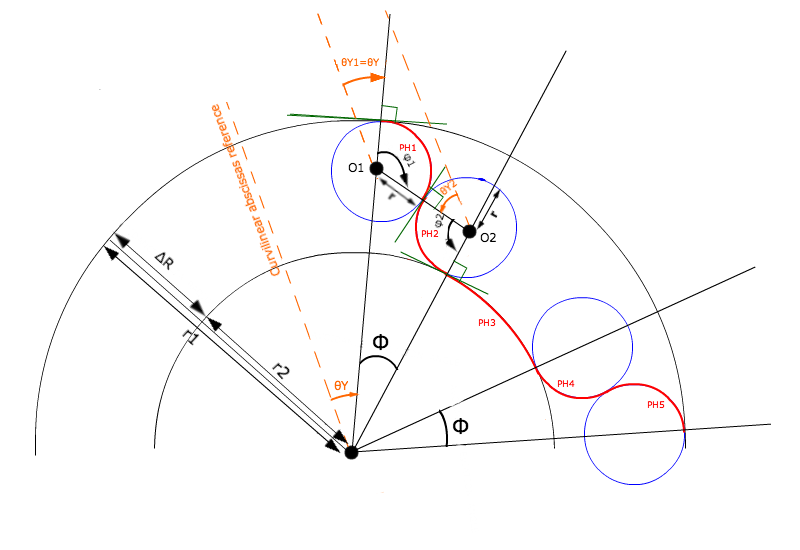 θY1=θY
Curvilinear abscissas reference
PH1
O1
φ1
θY2
r
r
φ2
PH2
O2
ΔR
r1
r2
Φ
PH3
θY
PH4
PH5
Φ